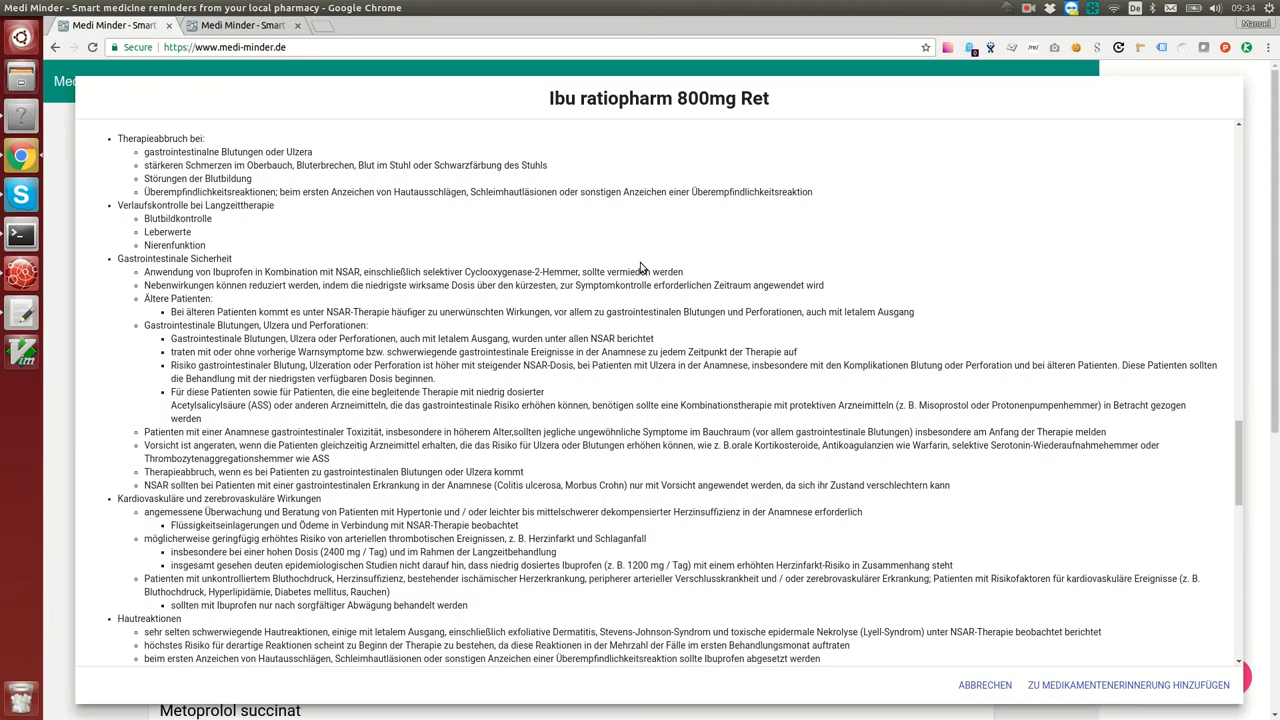 Medi Minder - Smart medicine reminders from your local pharmacy - Google Chrome
De
09:34
Medi Minder - Smart
Medi Minder - Smart
Manuel
Secure
https://www.medi-minder.de
/re/
0
Med
Ibu ratiopharm 800mg Ret
Therapieabbruch bei:
gastrointestinalne Blutungen oder Ulzera
stärkeren Schmerzen im Oberbauch, Bluterbrechen, Blut im Stuhl oder Schwarzfärbung des Stuhls
Störungen der Blutbildung
Überempfindlichkeitsreaktionen; beim ersten Anzeichen von Hautausschlägen, Schleimhautläsionen oder sonstigen Anzeichen einer Überempfindlichkeitsreaktion
Verlaufskontrolle bei Langzeittherapie
Blutbildkontrolle
Leberwerte
Nierenfunktion
Gastrointestinale Sicherheit
Anwendung von Ibuprofen in Kombination mit NSAR, einschließlich selektiver Cyclooxygenase-2-Hemmer, sollte vermieden werden
Nebenwirkungen können reduziert werden, indem die niedrigste wirksame Dosis über den kürzesten, zur Symptomkontrolle erforderlichen Zeitraum angewendet wird
Ältere Patienten:
Bei älteren Patienten kommt es unter NSAR-Therapie häufiger zu unerwünschten Wirkungen, vor allem zu gastrointestinalen Blutungen und Perforationen, auch mit letalem Ausgang
Gastrointestinale Blutungen, Ulzera und Perforationen:
Gastrointestinale Blutungen, Ulzera oder Perforationen, auch mit letalem Ausgang, wurden unter allen NSAR berichtet
traten mit oder ohne vorherige Warnsymptome bzw. schwerwiegende gastrointestinale Ereignisse in der Anamnese zu jedem Zeitpunkt der Therapie auf
Risiko gastrointestinaler Blutung, Ulzeration oder Perforation ist höher mit steigender NSAR-Dosis, bei Patienten mit Ulzera in der Anamnese, insbesondere mit den Komplikationen Blutung oder Perforation und bei älteren Patienten. Diese Patienten sollten
die Behandlung mit der niedrigsten verfügbaren Dosis beginnen.
Für diese Patienten sowie für Patienten, die eine begleitende Therapie mit niedrig dosierter
Acetylsalicylsäure (ASS) oder anderen Arzneimitteln, die das gastrointestinale Risiko erhöhen können, benötigen sollte eine Kombinationstherapie mit protektiven Arzneimitteln (z. B. Misoprostol oder Protonenpumpenhemmer) in Betracht gezogen
werden
Patienten mit einer Anamnese gastrointestinaler Toxizität, insbesondere in höherem Alter,sollten jegliche ungewöhnliche Symptome im Bauchraum (vor allem gastrointestinale Blutungen) insbesondere am Anfang der Therapie melden
Vorsicht ist angeraten, wenn die Patienten gleichzeitig Arzneimittel erhalten, die das Risiko für Ulzera oder Blutungen erhöhen können, wie z. B.orale Kortikosteroide, Antikoagulanzien wie Warfarin, selektive Serotonin-Wiederaufnahmehemmer oder
Thrombozytenaggregationshemmer wie ASS
Therapieabbruch, wenn es bei Patienten zu gastrointestinalen Blutungen oder Ulzera kommt
NSAR sollten bei Patienten mit einer gastrointestinalen Erkrankung in der Anamnese (Colitis ulcerosa, Morbus Crohn) nur mit Vorsicht angewendet werden, da sich ihr Zustand verschlechtern kann
Kardiovaskuläre und zerebrovaskuläre Wirkungen
angemessene Überwachung und Beratung von Patienten mit Hypertonie und / oder leichter bis mittelschwerer dekompensierter Herzinsuffizienz in der Anamnese erforderlich
Flüssigkeitseinlagerungen und Ödeme in Verbindung mit NSAR-Therapie beobachtet
möglicherweise geringfügig erhöhtes Risiko von arteriellen thrombotischen Ereignissen, z. B. Herzinfarkt und Schlaganfall
insbesondere bei einer hohen Dosis (2400 mg / Tag) und im Rahmen der Langzeitbehandlung
insgesamt gesehen deuten epidemiologischen Studien nicht darauf hin, dass niedrig dosiertes Ibuprofen (z. B. 1200 mg / Tag) mit einem erhöhten Herzinfarkt-Risiko in Zusammenhang steht
Patienten mit unkontrolliertem Bluthochdruck, Herzinsuffizienz, bestehender ischämischer Herzerkrankung, peripherer arterieller Verschlusskrankheit und / oder zerebrovaskulärer Erkrankung; Patienten mit Risikofaktoren für kardiovaskuläre Ereignisse (z. B.
Bluthochdruck, Hyperlipidämie, Diabetes mellitus, Rauchen)
sollten mit Ibuprofen nur nach sorgfältiger Abwägung behandelt werden
Hautreaktionen
sehr selten schwerwiegende Hautreaktionen, einige mit letalem Ausgang, einschließlich exfoliative Dermatitis, Stevens-Johnson-Syndrom und toxische epidermale Nekrolyse (Lyell-Syndrom) unter NSAR-Therapie beobachtet berichtet
höchstes Risiko für derartige Reaktionen scheint zu Beginn der Therapie zu bestehen, da diese Reaktionen in der Mehrzahl der Fälle im ersten Behandlungsmonat auftraten
beim ersten Anzeichen von Hautausschlägen, Schleimhautläsionen oder sonstigen Anzeichen einer Überempfindlichkeitsreaktion sollte Ibuprofen abgesetzt werden
ABBRECHEN
ZU MEDIKAMENTENERINNERUNG HINZUFÜGEN
Metoprolol succinat